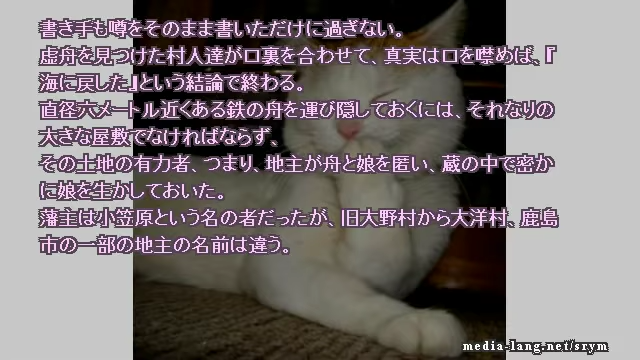 書き手も噂をそのまま書いただけに過ぎない。
虚舟を見つけた村人達が口裏を合わせて、真実は口を噤めば、『
海に戻した』という結論で終わる。
直径六メートル近くある鉄の舟を運び隠しておくには、それなりの
大きな屋敷でなければならず、
その土地の有力者、つまり、地主が舟と娘を匿い、蔵の中で密か
に娘を生かしておいた。
藩主は小笠原という名の者だったが、旧大野村から大洋村、鹿島
市の一部の地主の名前は違う。
media-lang.net/srym